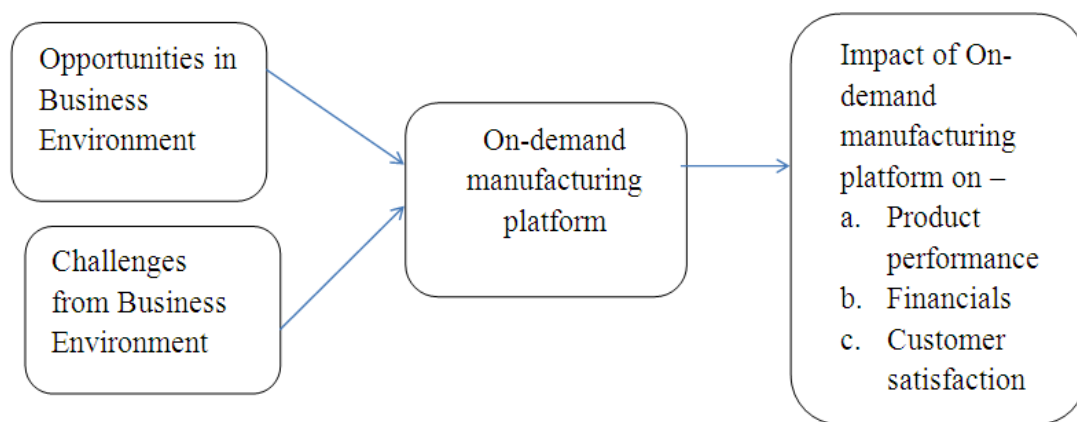 Opportunities in
Business
Environment
Challenges
from Business
Environment
On-demand
manufacturing
platform
Impact of On-
demand
manufacturing
platform on –
a. Product
performance
b. Financials
c. Customer
satisfaction